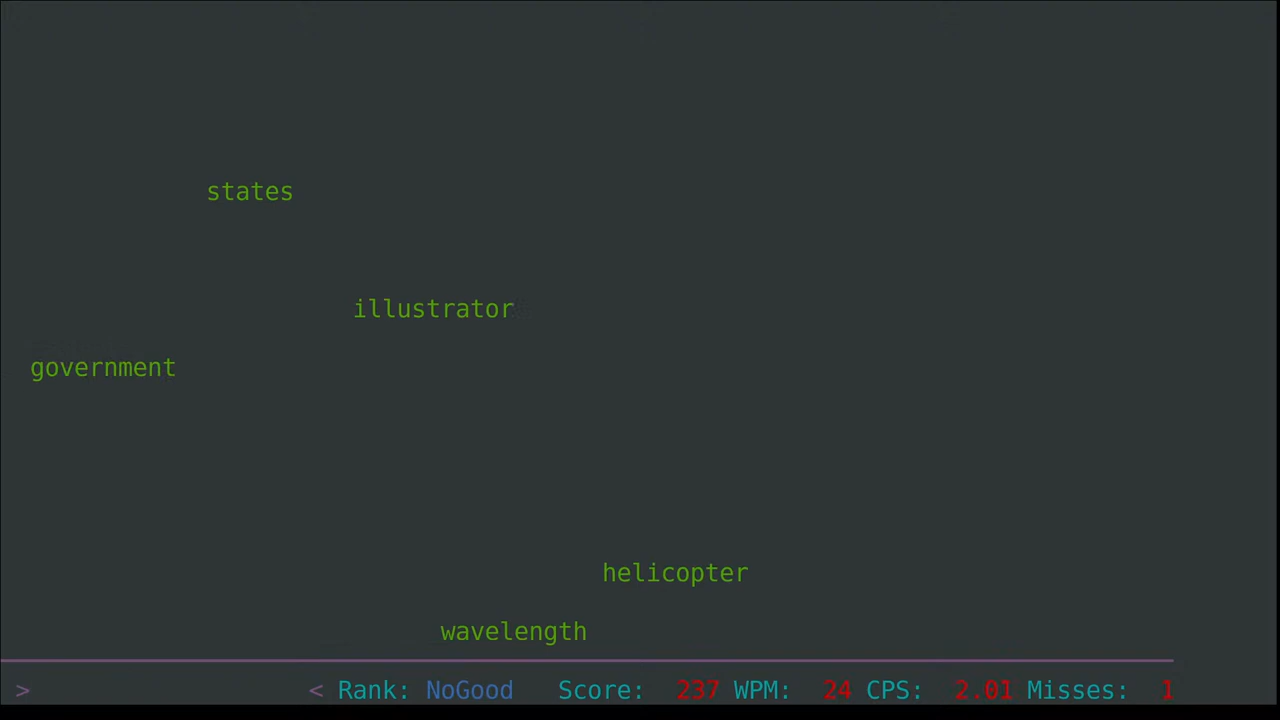 states
illustrator
government
helicopter
wavelength
> < Rank: NoGood Score: 237 WPM: 24 CPS: 2.01 Misses: 1